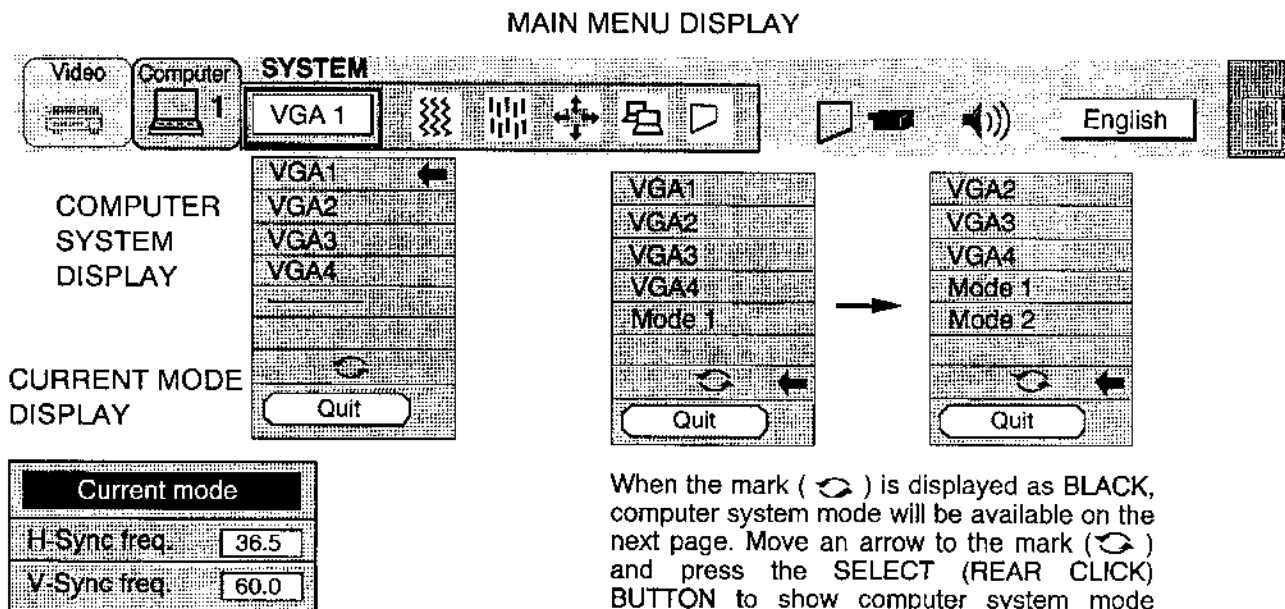 MAIN MENU DISPLAY
Video Computer 1 SYSTEM
VGA 1 English
COMPUTER
SYSTEM
DISPLAY
VGA1
VGA2
VGA3
VGA4
Quit
VGA1
VGA2
VGA3
VGA4
Mode 1
Quit
VGA2
VGA3
VGA4
Mode 1
Mode 2
Quit
CURRENT MODE
DISPLAY
Current mode
H-Sync freq. 36.5
V-Sync freq. 60.0
When the mark ( ) is displayed as BLACK,
computer system mode will be available on the
next page. Move an arrow to the mark ( )
and press the SELECT (REAR CLICK)
BUTTON to show computer system mode